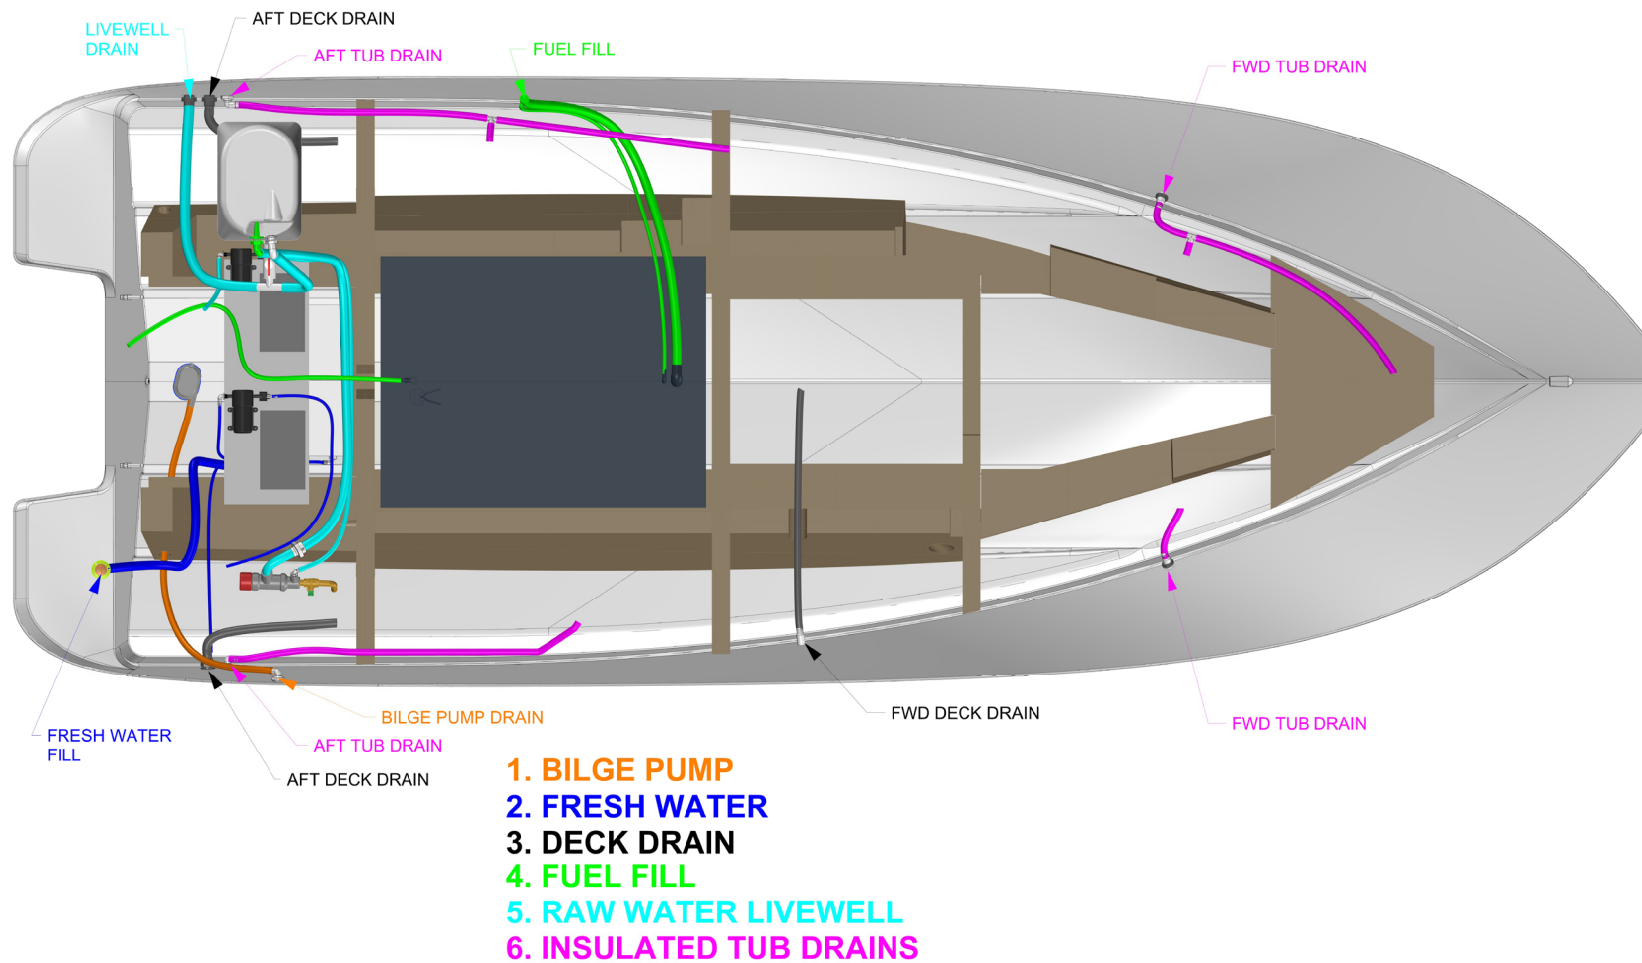 AFT DECK DRAIN
LIVEWELL
DRAIN
AFT TUB DRAIN
FUEL FILL
FWD TUB DRAIN
FRESH WATER
FILL
BILGE PUMP DRAIN
AFT TUB DRAIN
AFT DECK DRAIN
FWD DECK DRAIN
FWD TUB DRAIN
1. BILGE PUMP
2. FRESH WATER
3. DECK DRAIN
4. FUEL FILL
5. RAW WATER LIVEWELL
6. INSULATED TUB DRAINS